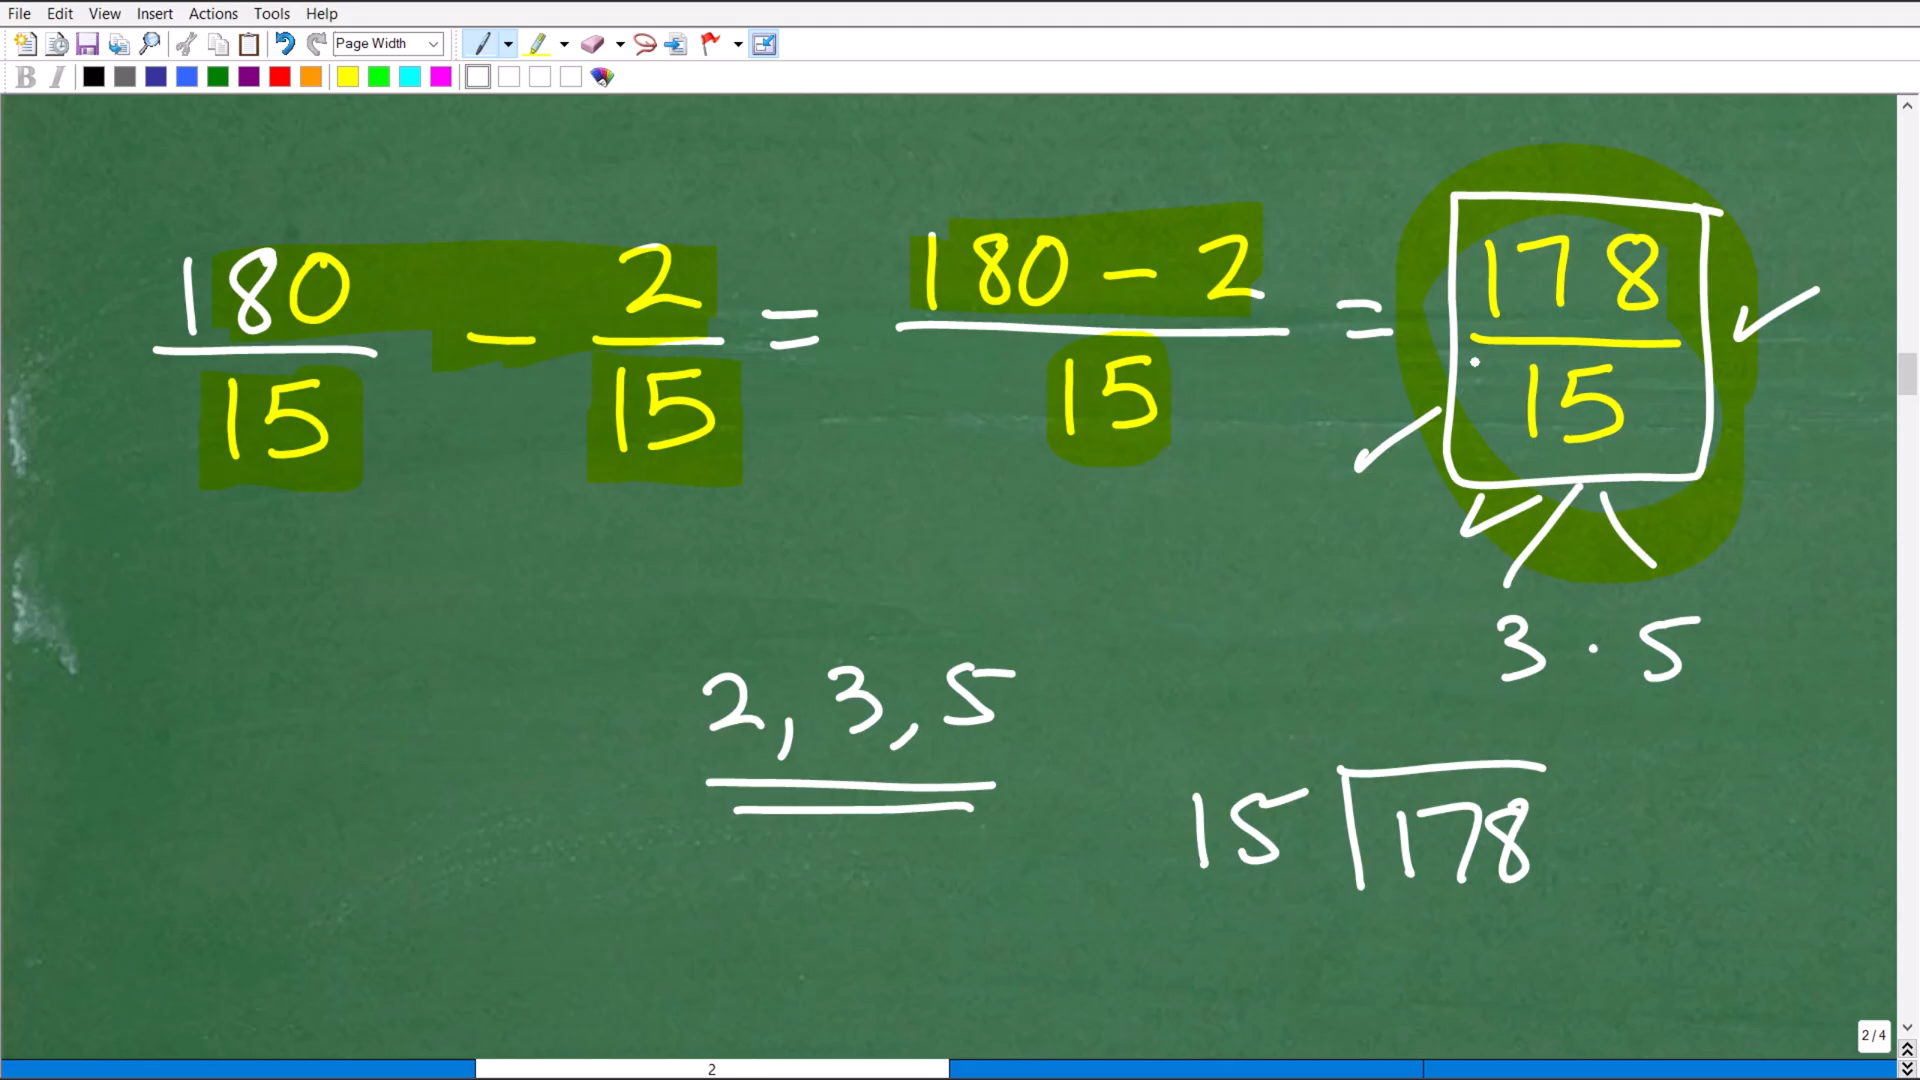 File Edit View Insert Actions Tools Help
Page Width
B I
180/15 - 2/15 = 180 - 2/15 = 178/15
3 · 5
2, 3, 5
15 178
2 / 4
2